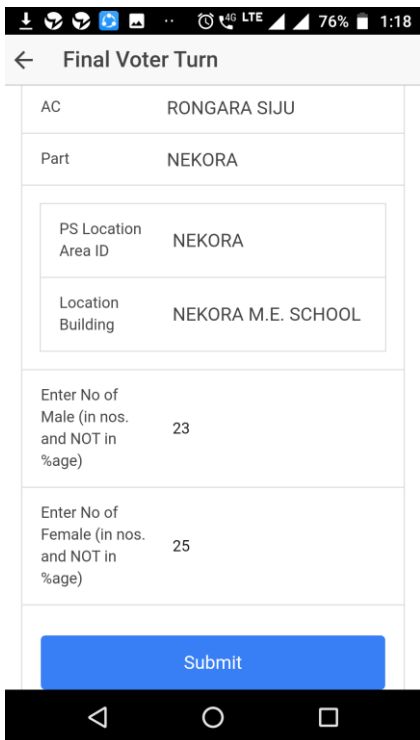 4G LTE 76% 1:18
Final Voter Turn
AC RONGARA SIJU
Part NEKORA
PS Location
Area ID
NEKORA
Location
Building
NEKORA M.E. SCHOOL
Enter No of
Male (in nos.
and NOT in
%age)
23
Enter No of
Female (in nos.
and NOT in
%age)
25
Submit